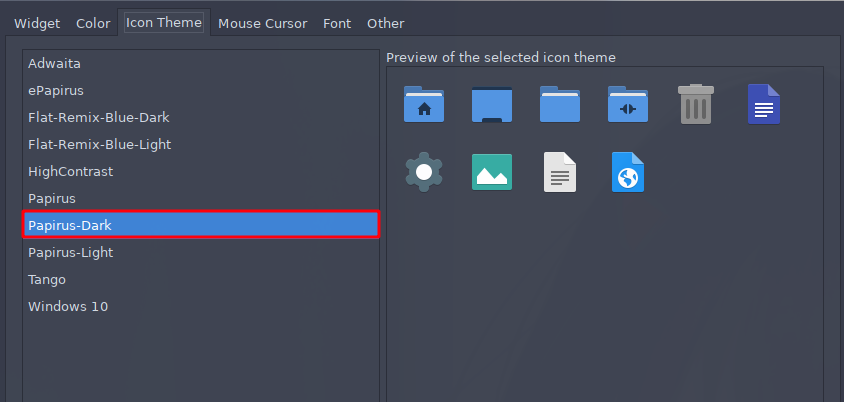 Widget Color Icon Theme Mouse Cursor Font Other
Preview of the selected icon theme
Adwaita
ePapirus
Flat-Remix-Blue-Dark
Flat-Remix-Blue-Light
HighContrast
Papirus
Papirus-Dark
Papirus-Light
Tango
Windows 10